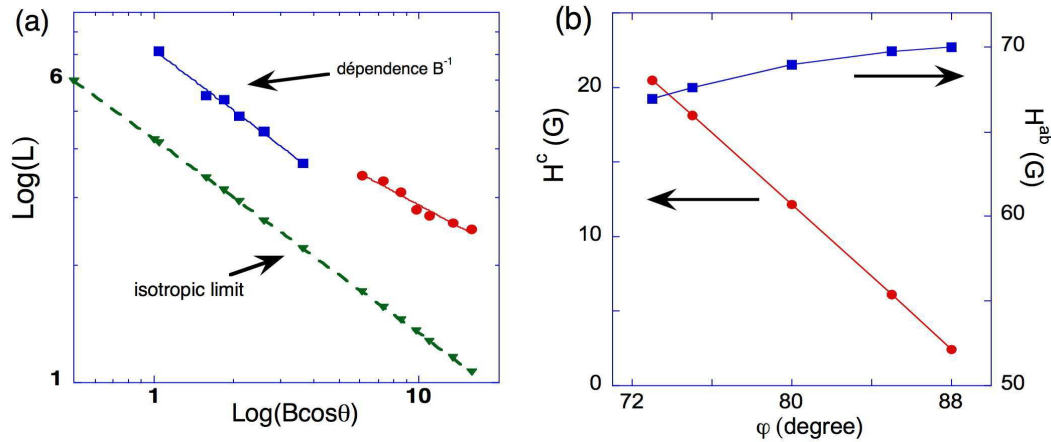 (a)
Log(L)
6
1
dépendence B⁻¹
isotropic limit
1
10
Log(Bcosθ)
(b)
Hᶜ (G)
20
10
0
72
80
88
φ (degree)
70
60
50
Hᵃᵇ (G)